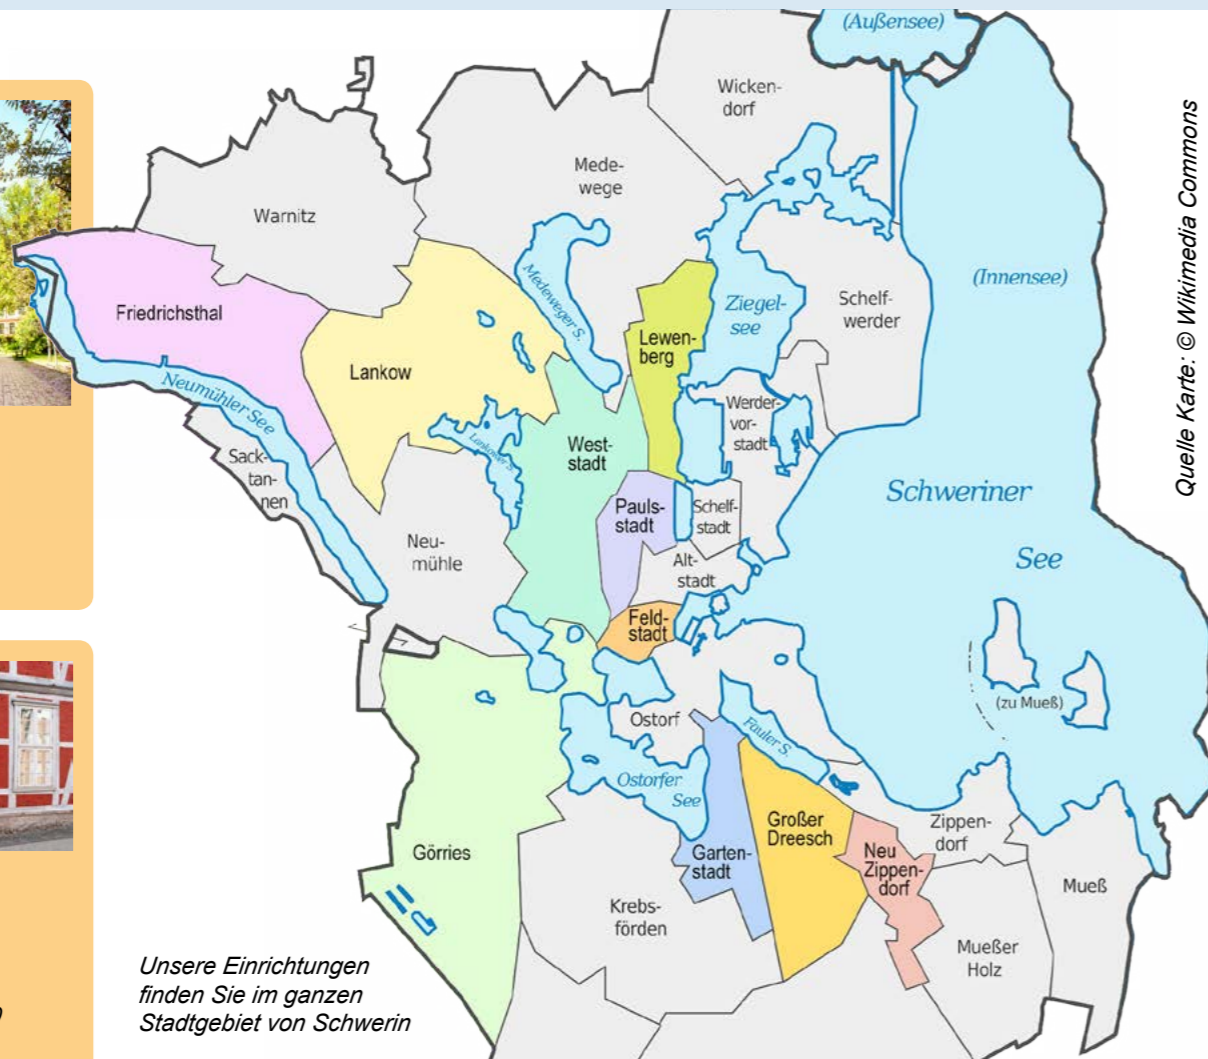 (Außensee)
Wicken-
dorf
Mede-
wege
Warnitz
(Innensee)
Friedrichsthal
Medeweger S.
Ziegel-
see
Schelf-
werder
Lewen-
berg
Lankow
Neumühler See
Werder-
vor-
stadt
Lankower S.
West-
stadt
Sack-
tan-
nen
Schweriner
See
Pauls-
stadt
Schelf-
stadt
Neu-
mühle
Alt-
stadt
Feld-
stadt
(zu Mueß)
Ostorf
Fauler S.
Ostorfer
See
Großer
Dreesch
Zippen-
dorf
Görries
Garten-
stadt
Neu
Zippen-
dorf
Mueß
Krebs-
förden
Mueßer
Holz
Unsere Einrichtungen
finden Sie im ganzen
Stadtgebiet von Schwerin
Quelle Karte: © Wikimedia Commons